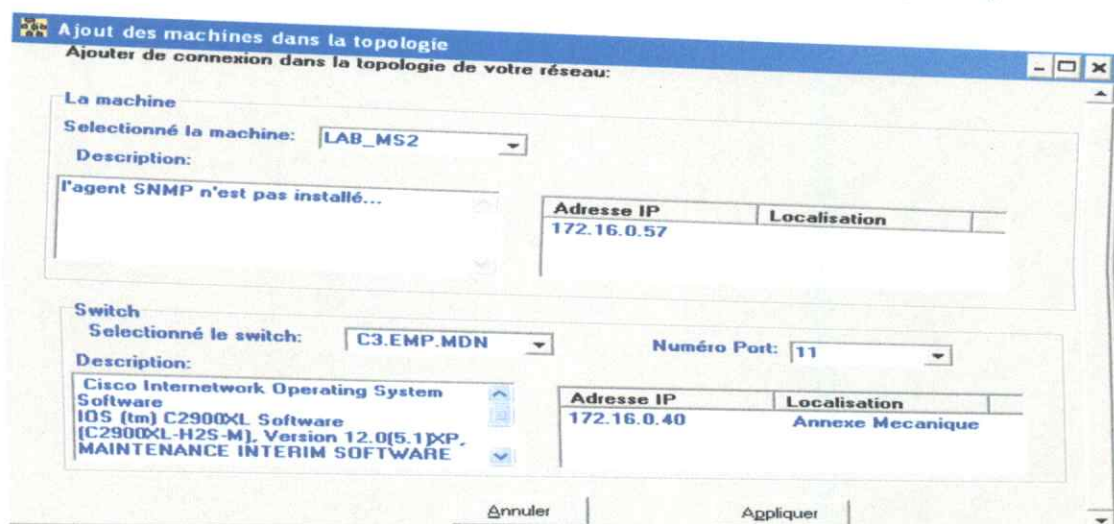 Ajout des machines dans la topologie
Ajouter de connexion dans la topologie de votre réseau:
La machine
Selectionné la machine: LAB_MS2
Description:
l'agent SNMP n'est pas installé...
Adresse IP Localisation
172.16.0.57
Switch
Selectionné le switch: C3.EMP.MDN Numéro Port: 11
Description:
Cisco Internetwork Operating System
Software
IOS (tm) C2900XL Software
(C2900XL-H2S-M), Version 12.0(5.1)XP,
MAINTENANCE INTERIM SOFTWARE
Adresse IP Localisation
172.16.0.40 Annexe Mecanique
Annuler Appliquer